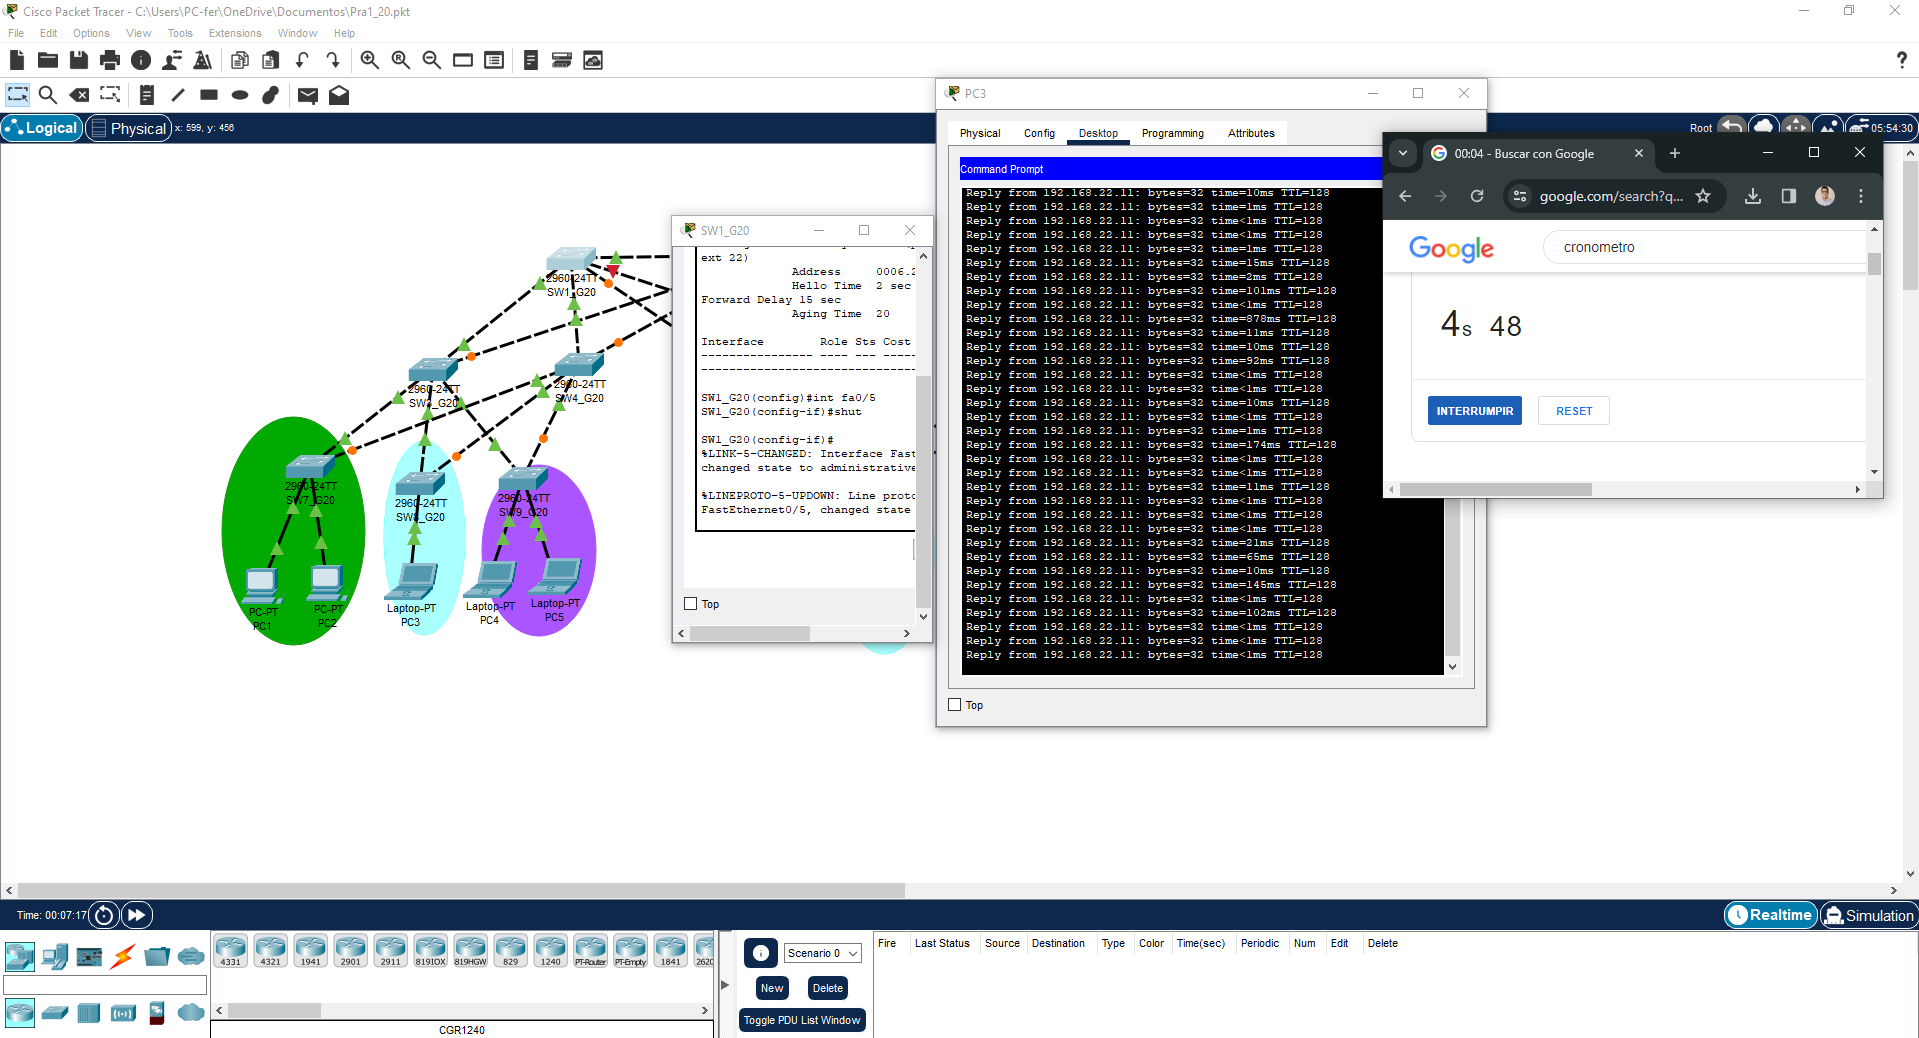 Cisco Packet Tracer - C:\Users\PC-fer\OneDrive\Documentos\Pra1_20.pkt
File Edit Options View Tools Extensions Window Help
Logical Physical x: 599, y: 456
Root 05:54:30
PC3
Physical Config Desktop Programming Attributes
Command Prompt
Reply from 192.168.22.11: bytes=32 time=10ms TTL=128
Reply from 192.168.22.11: bytes=32 time=1ms TTL=128
Reply from 192.168.22.11: bytes=32 time<1ms TTL=128
Reply from 192.168.22.11: bytes=32 time<1ms TTL=128
Reply from 192.168.22.11: bytes=32 time=1ms TTL=128
Reply from 192.168.22.11: bytes=32 time=15ms TTL=128
Reply from 192.168.22.11: bytes=32 time=2ms TTL=128
Reply from 192.168.22.11: bytes=32 time=101ms TTL=128
Reply from 192.168.22.11: bytes=32 time<1ms TTL=128
Reply from 192.168.22.11: bytes=32 time=878ms TTL=128
Reply from 192.168.22.11: bytes=32 time=11ms TTL=128
Reply from 192.168.22.11: bytes=32 time=10ms TTL=128
Reply from 192.168.22.11: bytes=32 time=92ms TTL=128
Reply from 192.168.22.11: bytes=32 time<1ms TTL=128
Reply from 192.168.22.11: bytes=32 time<1ms TTL=128
Reply from 192.168.22.11: bytes=32 time=10ms TTL=128
Reply from 192.168.22.11: bytes=32 time<1ms TTL=128
Reply from 192.168.22.11: bytes=32 time<1ms TTL=128
Reply from 192.168.22.11: bytes=32 time=174ms TTL=128
Reply from 192.168.22.11: bytes=32 time<1ms TTL=128
Reply from 192.168.22.11: bytes=32 time<1ms TTL=128
Reply from 192.168.22.11: bytes=32 time=11ms TTL=128
Reply from 192.168.22.11: bytes=32 time<1ms TTL=128
Reply from 192.168.22.11: bytes=32 time<1ms TTL=128
Reply from 192.168.22.11: bytes=32 time<1ms TTL=128
Reply from 192.168.22.11: bytes=32 time=21ms TTL=128
Reply from 192.168.22.11: bytes=32 time=65ms TTL=128
Reply from 192.168.22.11: bytes=32 time=10ms TTL=128
Reply from 192.168.22.11: bytes=32 time=145ms TTL=128
Reply from 192.168.22.11: bytes=32 time<1ms TTL=128
Reply from 192.168.22.11: bytes=32 time=102ms TTL=128
Reply from 192.168.22.11: bytes=32 time<1ms TTL=128
Reply from 192.168.22.11: bytes=32 time<1ms TTL=128
Reply from 192.168.22.11: bytes=32 time<1ms TTL=128
Top
00:04 - Buscar con Google
google.com/search?q...
Google
cronometro
4s 48
INTERRUMPIR RESET
SW1_G20
ext 22)
Address 0006.2
Hello Time 2 sec
Forward Delay 15 sec
Aging Time 20
Interface Role Sts Cost
SW1_G20(config)#int fa0/5
SW1_G20(config-if)#shut
SW1_G20(config-if)#
%LINK-5-CHANGED: Interface Fast
changed state to administrative
%LINEPROTO-5-UPDOWN: Line proto
FastEthernet0/5, changed state
Top
2960-24TT
SW1_G20
2960-24TT
2960-24TT
SW4_G20
2960-24TT
SW7_G20
2960-24TT
SW8_G20
2960-24TT
SW9_G20
PC-PT
PC1
PC-PT
PC2
Laptop-PT
PC3
Laptop-PT
PC4
Laptop-PT
PC5
Time: 00:07:17
Realtime Simulation
4331 4321 1941 2901 2911 819IOX 819HGW 829 1240 PT-Router PT-Empty 1841 2620
CGR1240
Scenario 0
New Delete
Toggle PDU List Window
Fire Last Status Source Destination Type Color Time(sec) Periodic Num Edit Delete